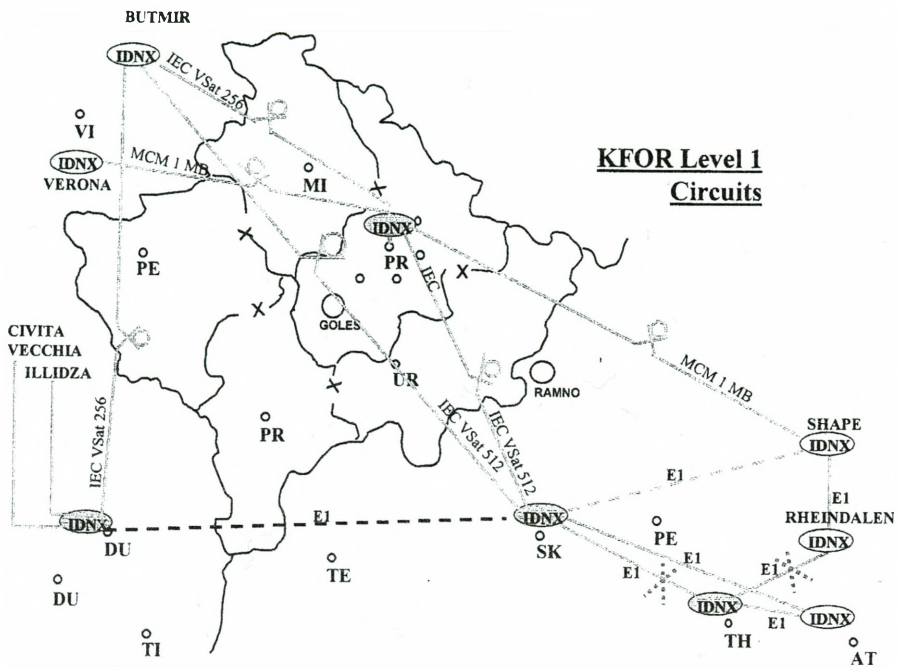 BUTMIR
IDNX
IEC VSat 256
VI
IDNX
MCM 1 MB
VERONA
MI
KFOR Level 1
Circuits
IDNX
PR
PE
IEC
X
X
X
X
X
GOLES
CIVITA
VECCHIA
ILLIDZA
UR
RAMNO
MCM 1 MB
PR
IEC VSat 256
IEC VSat 512
IEC VSat 512
SHAPE
IDNX
E1
E1
RHEINDALEN
IDNX
IDNX
DU
E1
IDNX
SK
PE
E1
E1
E1
TE
DU
IDNX
TH
E1
IDNX
TI
AT